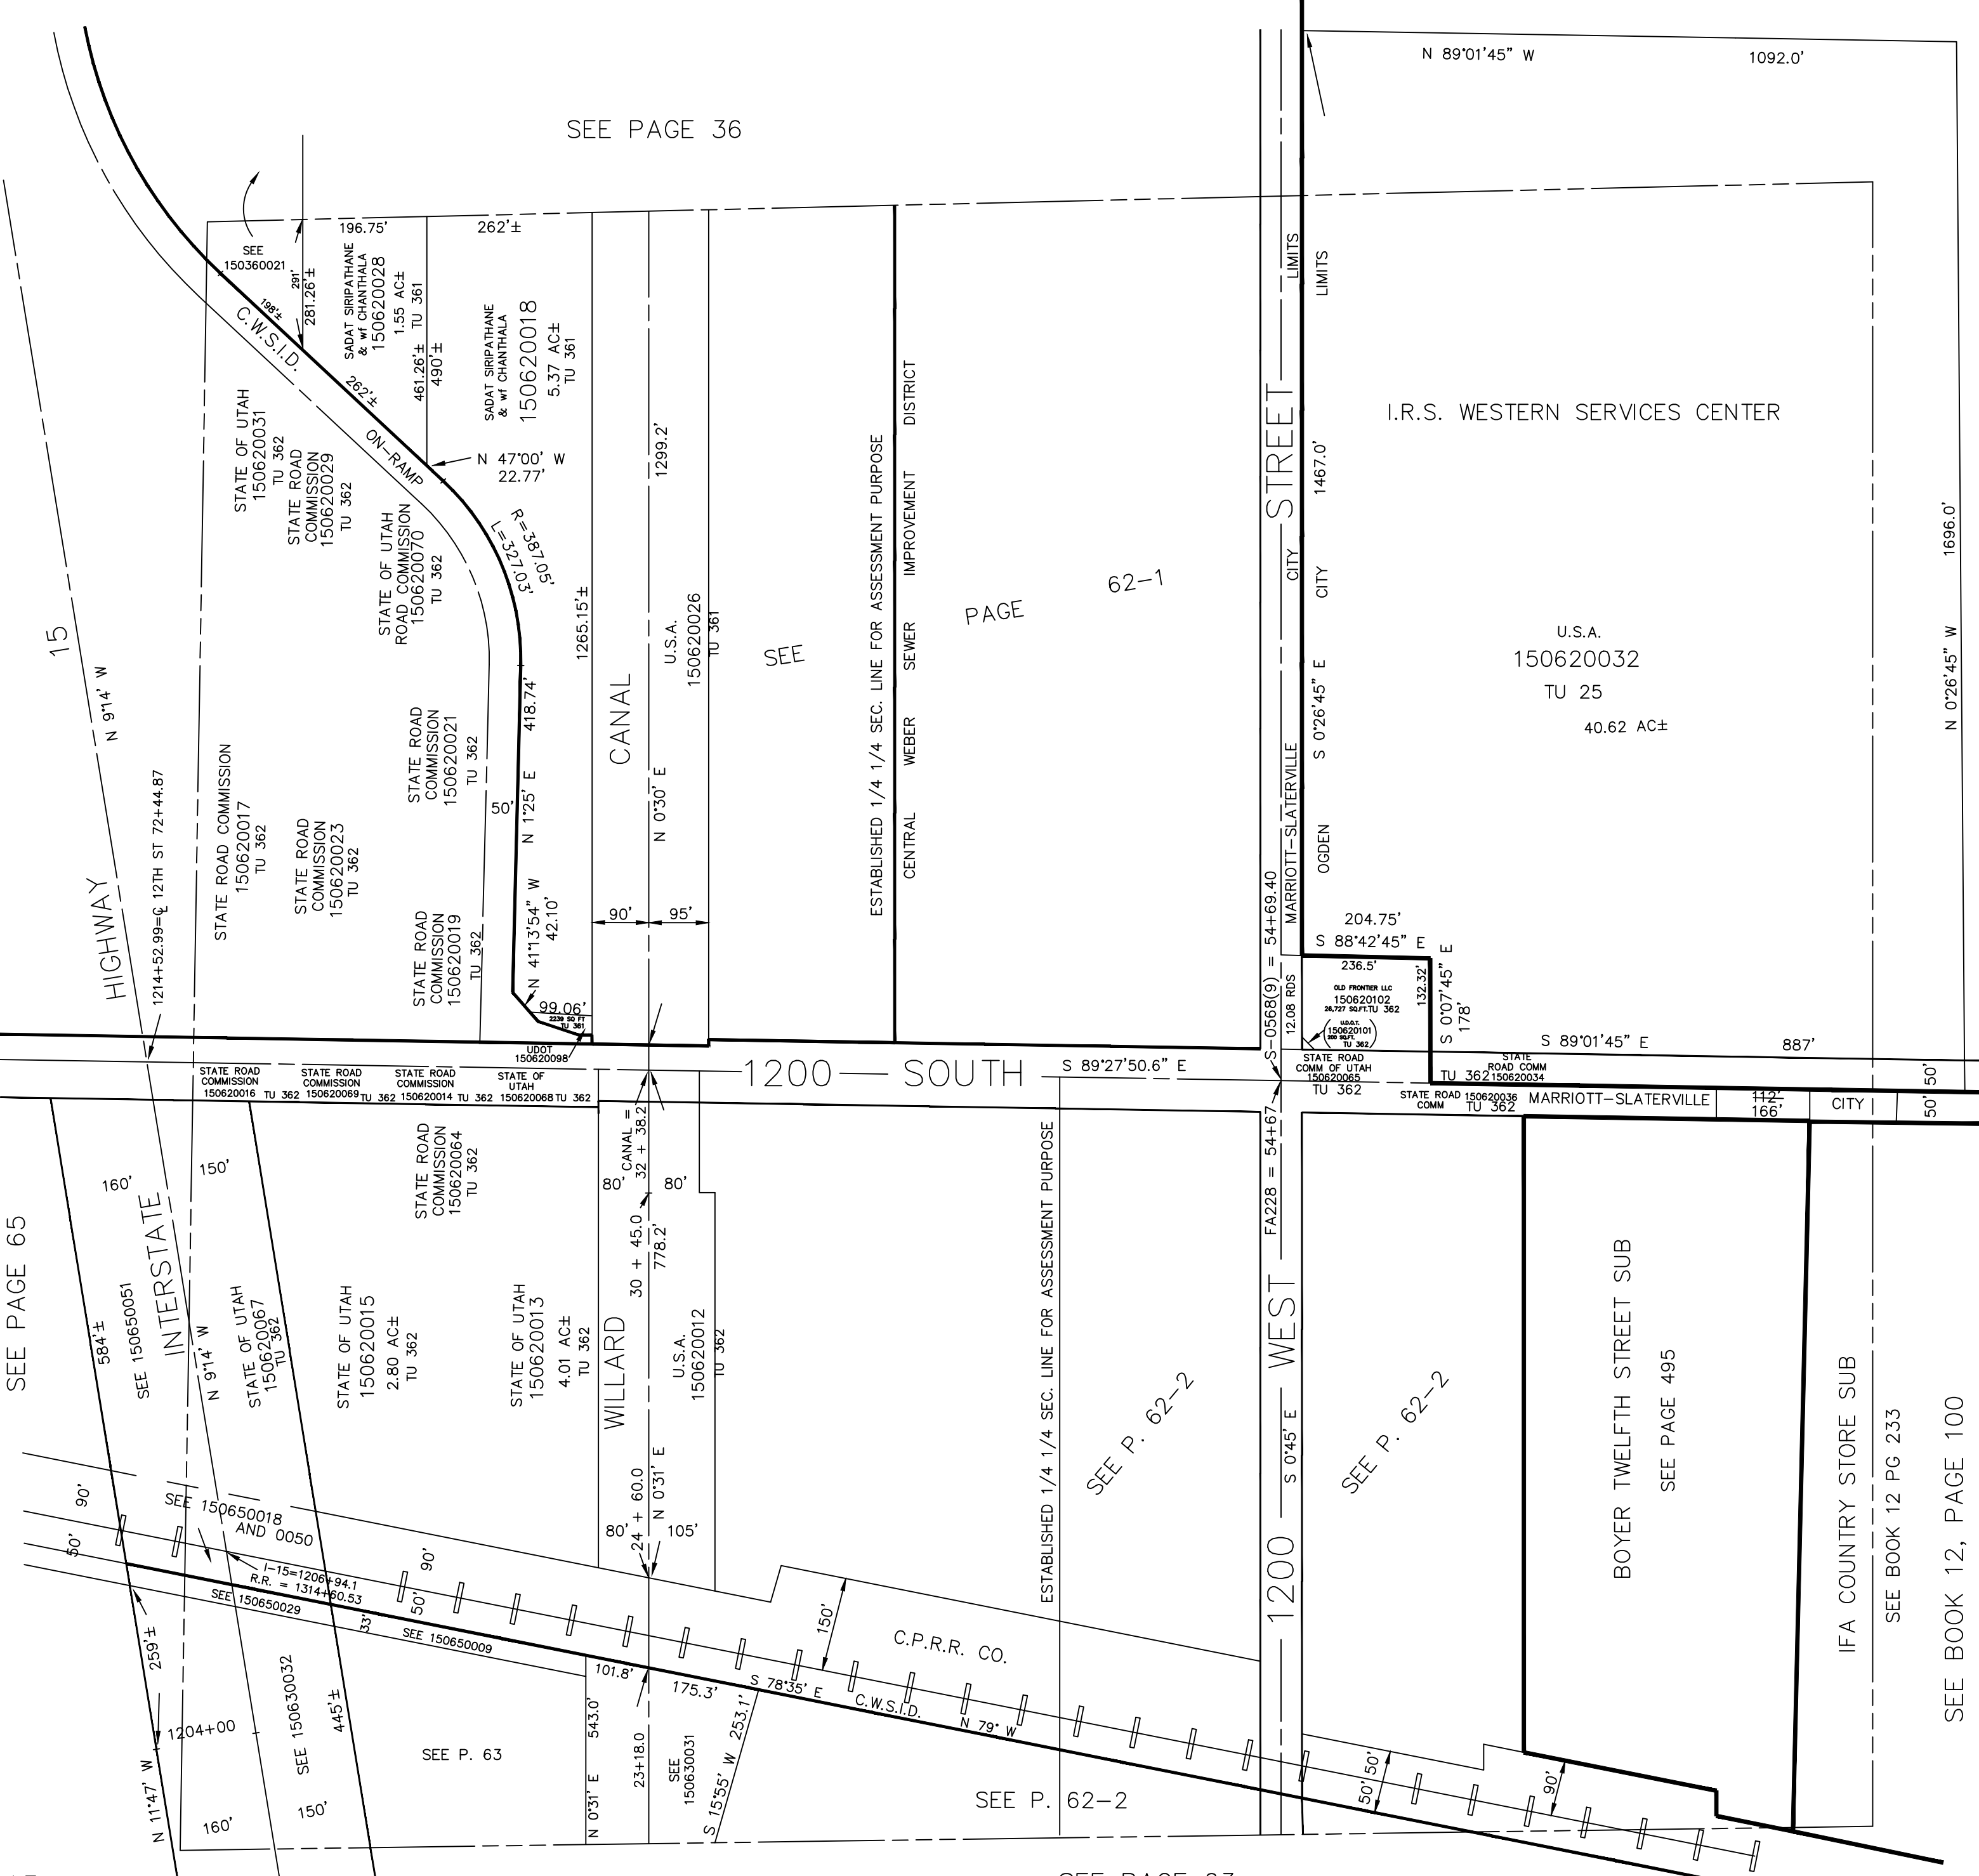 N 89°01'45" W
1092.0'
SEE PAGE 36
196.75'
262'±
SEE
150360021
291'
281.26'±
198'±
C.W.S.I.D.
SADAT SIRIPATHANE
& wf CHANTHALA
150620028
1.55 AC±
TU 361
461.26'±
490'±
SADAT SIRIPATHANE
& wf CHANTHALA
150620018
5.37 AC±
TU 361
262'±
ON-RAMP
N 47°00' W
22.77'
R=387.05'
L=327.03'
STATE OF UTAH
150620031
TU 362
STATE ROAD
COMMISSION
150620029
TU 362
STATE OF UTAH
ROAD COMMISSION
150620070
TU 362
1265.15'±
1299.2'
CANAL
N 0°30' E
U.S.A.
150620026
TU 361
SEE PAGE 62-1
ESTABLISHED 1/4 1/4 SEC. LINE FOR ASSESSMENT PURPOSE
CENTRAL WEBER SEWER IMPROVEMENT DISTRICT
STREET
MARRIOTT-SLATERVILLE CITY LIMITS
OGDEN CITY LIMITS
S 0°26'45" E 1467.0'
I.R.S. WESTERN SERVICES CENTER
U.S.A.
150620032
TU 25
40.62 AC±
N 0°26'45" W 1696.0'
15
N 9°14' W
HIGHWAY
1214+52.99=℄ 12TH ST 72+44.87
STATE ROAD COMMISSION
150620017
TU 362
STATE ROAD
COMMISSION
150620023
TU 362
STATE ROAD
COMMISSION
150620021
TU 362
50'
N 1°25' E 418.74'
STATE ROAD
COMMISSION
150620019
TU 362
N 41°13'54" W
42.10'
99.06'
2239 SQ FT
TU 361
UDOT
150620098
90'
95'
S-0568(9) = 54+69.40
204.75'
S 88°42'45" E
236.5'
132.32'
S 0°07'45" E
178'
12.08 RDS
OLD FRONTIER LLC
150620102
26,727 SQ.FT.TU 362
U.D.O.T.
150620101
200 SQ.FT.
TU 362
S 89°01'45" E
887'
1200 SOUTH
S 89°27'50.6" E
STATE ROAD
COMMISSION
150620016
TU 362
STATE ROAD
COMMISSION
150620069
TU 362
STATE ROAD
COMMISSION
150620014
TU 362
STATE OF
UTAH
150620068
TU 362
STATE ROAD
COMM OF UTAH
150620065
TU 362
STATE
ROAD COMM
TU 362 150620034
STATE ROAD
COMM
150620036
TU 362
MARRIOTT-SLATERVILLE
112'
166'
CITY
50'
50'
SEE PAGE 65
160'
150'
INTERSTATE
584'±
SEE 150650051
N 9°14' W
STATE OF UTAH
150620067
TU 362
STATE OF UTAH
150620015
2.80 AC±
TU 362
STATE ROAD
COMMISSION
150620064
TU 362
STATE OF UTAH
150620013
4.01 AC±
TU 362
CANAL =
32 + 38.2
80'
80'
30 + 45.0
778.2'
WILLARD
U.S.A.
150620012
TU 362
24 + 60.0
N 0°31' E
80'
105'
ESTABLISHED 1/4 1/4 SEC. LINE FOR ASSESSMENT PURPOSE
SEE P. 62-2
FA228 = 54+67
1200 WEST
S 0°45' E
SEE P. 62-2
BOYER TWELFTH STREET SUB
SEE PAGE 495
IFA COUNTRY STORE SUB
SEE BOOK 12 PG 233
SEE BOOK 12, PAGE 100
90'
50'
SEE 150650018
AND 0050
I-15=1206+94.1
R.R. = 1314+60.53
SEE 150650029
90'
50'
33'
SEE 150650009
259'±
1204+00
N 11°47' W
160'
SEE 150630032
150'
445'±
SEE P. 63
N 0°31' E 543.0'
101.8'
23+18.0
175.3'
SEE
150630031
S 15°55' W 253.1'
150'
C.P.R.R. CO.
S 78°35' E
C.W.S.I.D.
N 79° W
SEE P. 62-2
50' 50'
90'